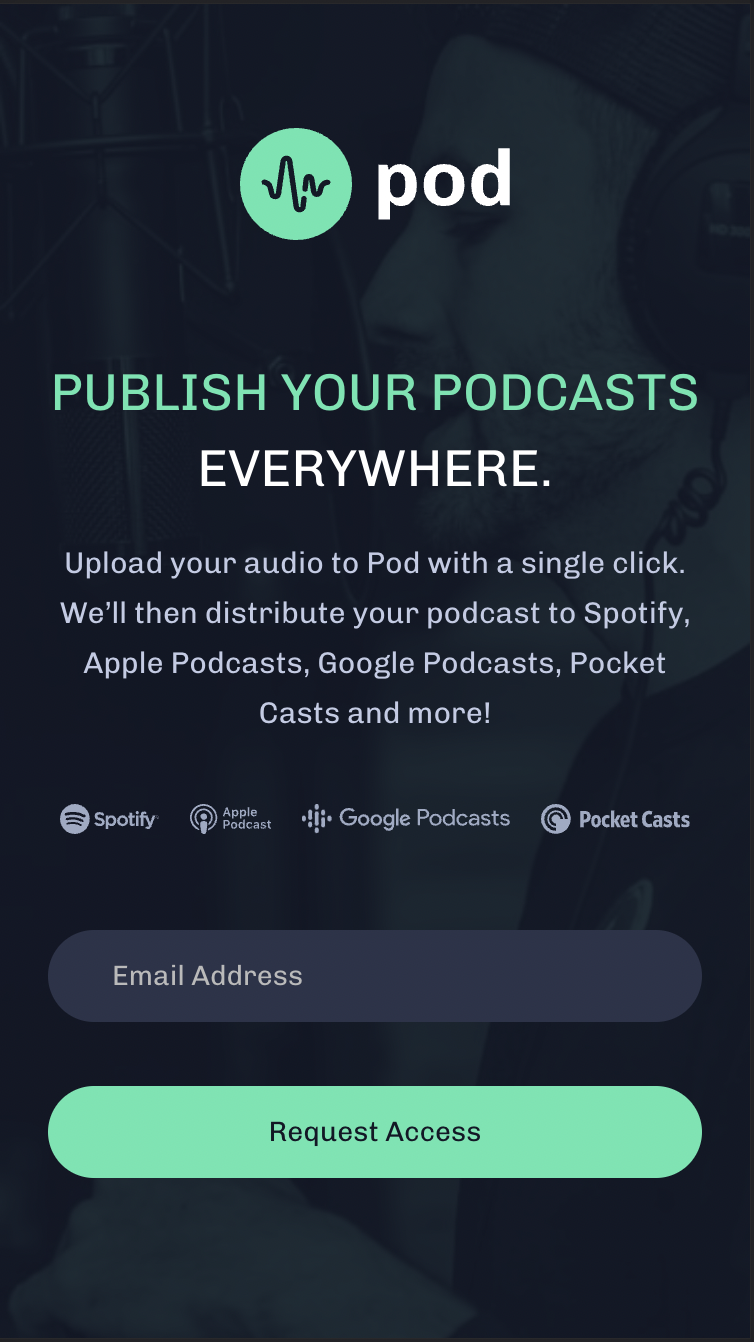 pod
PUBLISH YOUR PODCASTS
EVERYWHERE.
Upload your audio to Pod with a single click.
We’ll then distribute your podcast to Spotify,
Apple Podcasts, Google Podcasts, Pocket
Casts and more!
Spotify Apple Podcast Google Podcasts Pocket Casts
Email Address
Request Access